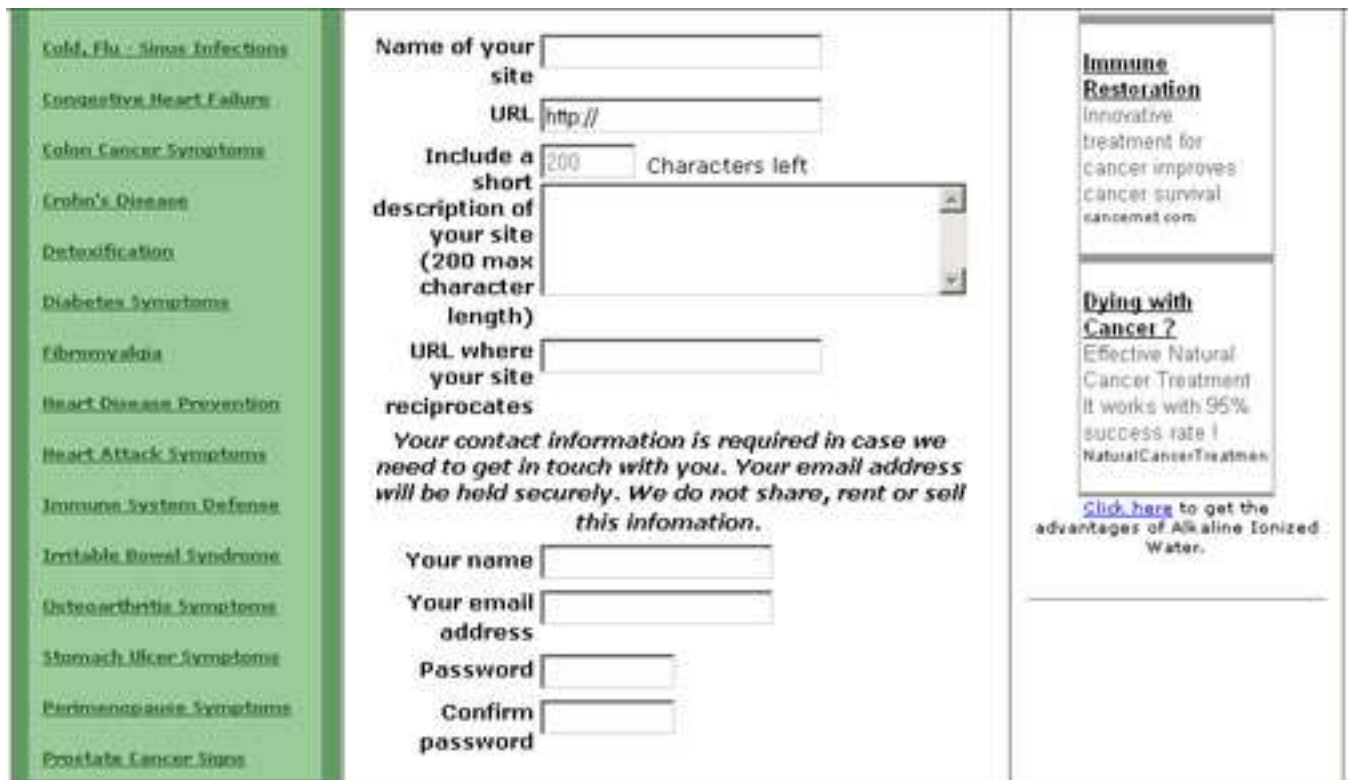 Cold, Flu - Sinus Infections
Congestive Heart Failure
Colon Cancer Symptoms
Crohn's Disease
Detoxification
Diabetes Symptoms
Fibromyalgia
Heart Disease Prevention
Heart Attack Symptoms
Immune System Defense
Irritable Bowel Syndrome
Osteoarthritis Symptoms
Stomach Ulcer Symptoms
Perimenopause Symptoms
Prostate Cancer Signs
Name of your
site
URL http://
Include a
short
description of
your site
(200 max
character
length)
200 Characters left
URL where
your site
reciprocates
Your contact information is required in case we
need to get in touch with you. Your email address
will be held securely. We do not share, rent or sell
this infomation.
Your name
Your email
address
Password
Confirm
password
Immune
Restoration
Innovative
treatment for
cancer improves
cancer survival
cancernet.com
Dying with
Cancer ?
Effective Natural
Cancer Treatment
It works with 95%
success rate !
NaturalCancerTreatmen
Click here to get the
advantages of Alkaline Ionized
Water.